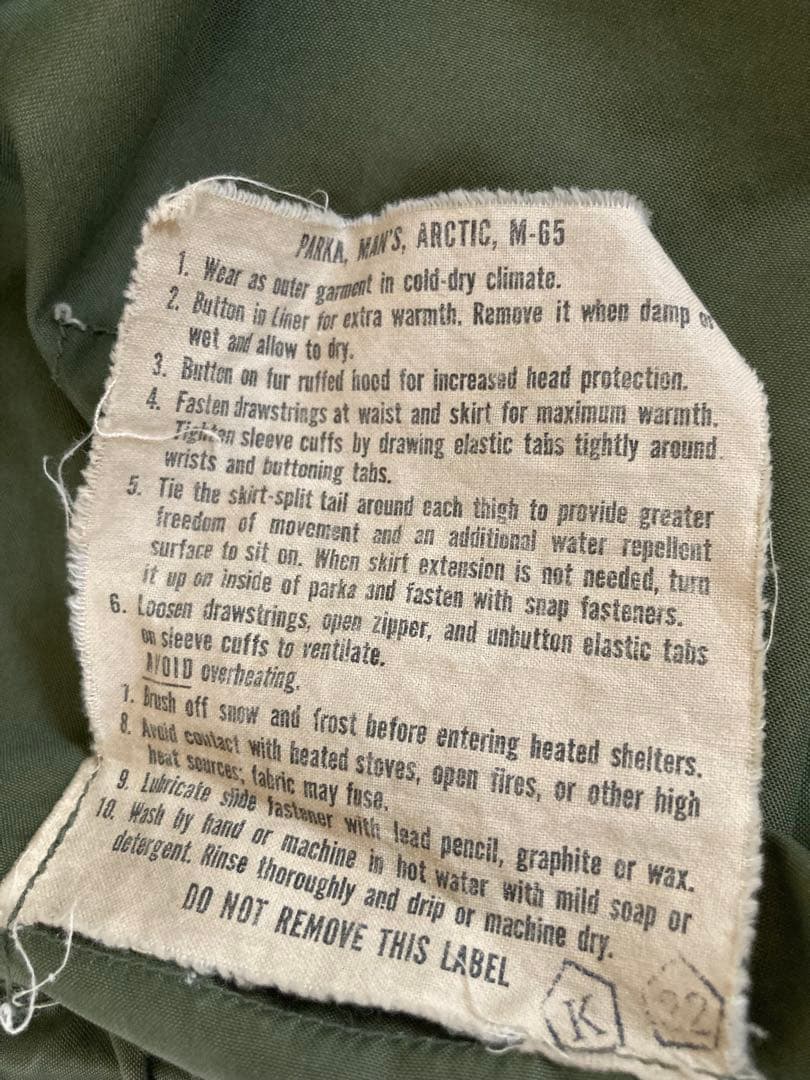 PARKA, MAN'S, ARCTIC, M-65
1. Wear as outer garment in cold-dry climate.
2. Button in Liner for extra warmth. Remove it when damp or
wet and allow to dry.
3. Button on fur ruffed hood for increased head protection.
4. Fasten drawstrings at waist and skirt for maximum warmth.
Tighten sleeve cuffs by drawing elastic tabs tightly around
wrists and buttoning tabs.
5. Tie the skirt-split tail around each thigh to provide greater
freedom of movement and an additional water repellent
surface to sit on. When skirt extension is not needed, turn
it up on inside of parka and fasten with snap fasteners.
6. Loosen drawstrings, open zipper, and unbutton elastic tabs
on sleeve cuffs to ventilate.
AVOID overheating.
7. Brush off snow and frost before entering heated shelters.
8. Avoid contact with heated stoves, open fires, or other high
heat sources; fabric may fuse.
9. Lubricate slide fastener with lead pencil, graphite or wax.
10. Wash by hand or machine in hot water with mild soap or
detergent. Rinse thoroughly and drip or machine dry.
DO NOT REMOVE THIS LABEL
K